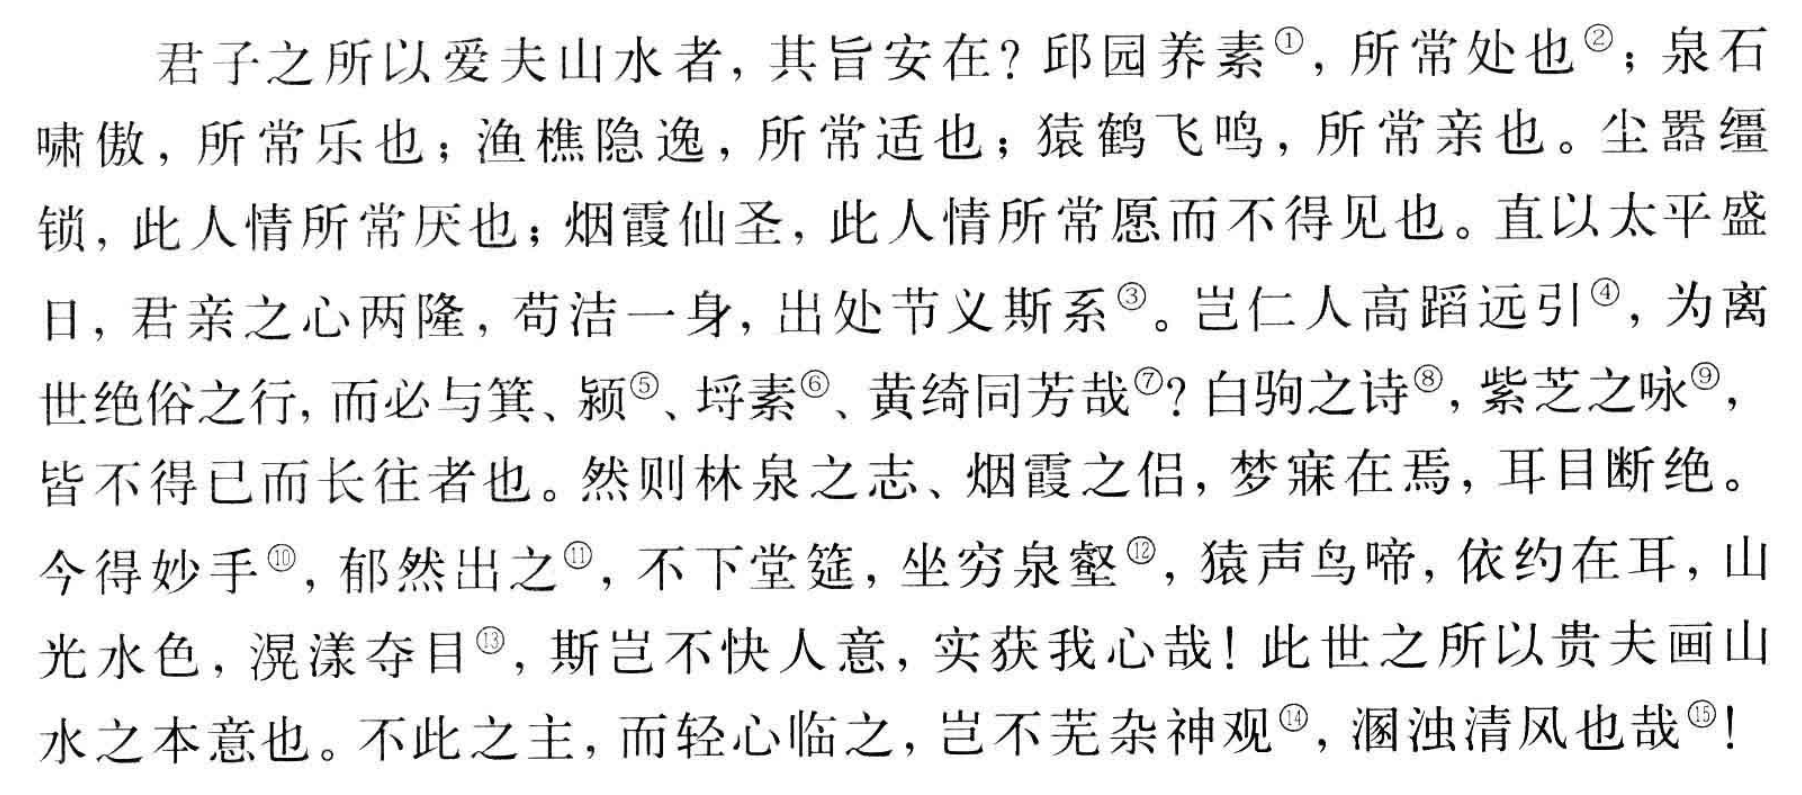 君子之所以爱夫山水者，其旨安在？邱园养素①，所常处也②；泉石
啸傲，所常乐也；渔樵隐逸，所常适也；猿鹤飞鸣，所常亲也。尘嚣缰
锁，此人情所常厌也；烟霞仙圣，此人情所常愿而不得见也。直以太平盛
日，君亲之心两隆，苟洁一身，出处节义斯系③。岂仁人高蹈远引④，为离
世绝俗之行，而必与箕、颍⑤、埒素⑥、黄绮同芳哉⑦？白驹之诗⑧，紫芝之咏⑨，
皆不得已而长往者也。然则林泉之志、烟霞之侣，梦寐在焉，耳目断绝。
今得妙手⑩，郁然出之⑪，不下堂筵，坐穷泉壑⑫，猿声鸟啼，依约在耳，山
光水色，滉漾夺目⑬，斯岂不快人意，实获我心哉！此世之所以贵夫画山
水之本意也。不此之主，而轻心临之，岂不芜杂神观⑭，溷浊清风也哉⑮！